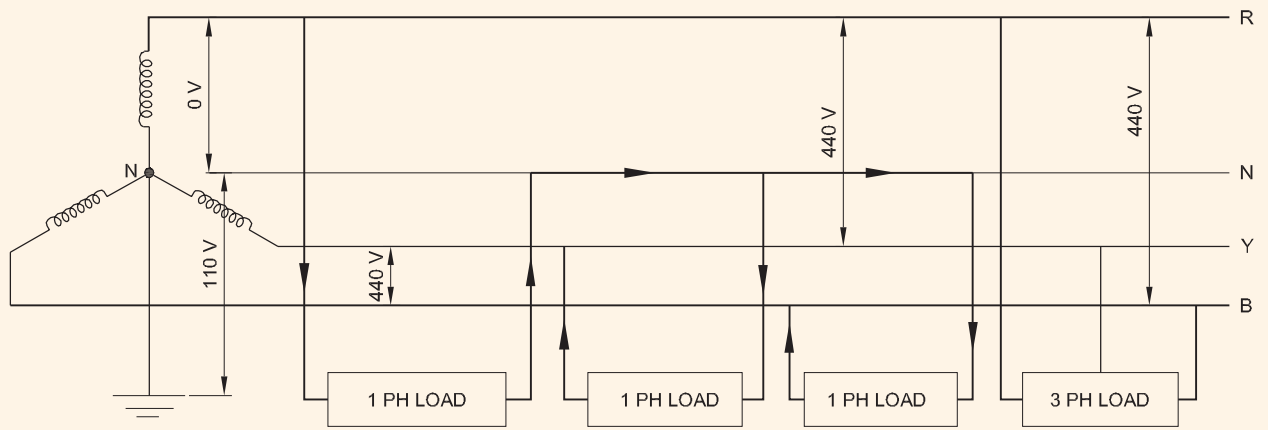 R
0 V
440 V
440 V
N
N
110 V
440 V
Y
B
1 PH LOAD
1 PH LOAD
1 PH LOAD
3 PH LOAD